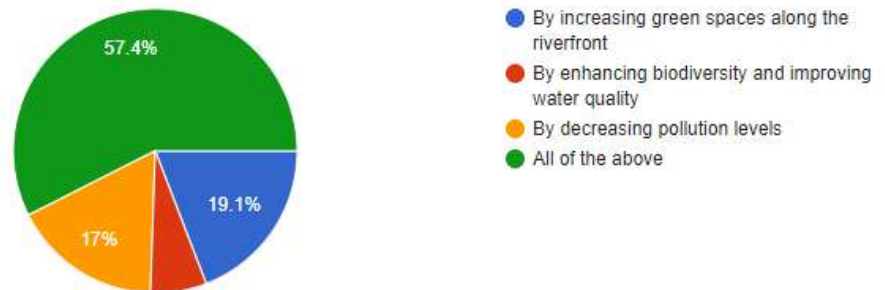 57.4%
19.1%
17%
By increasing green spaces along the
riverfront
By enhancing biodiversity and improving
water quality
By decreasing pollution levels
All of the above